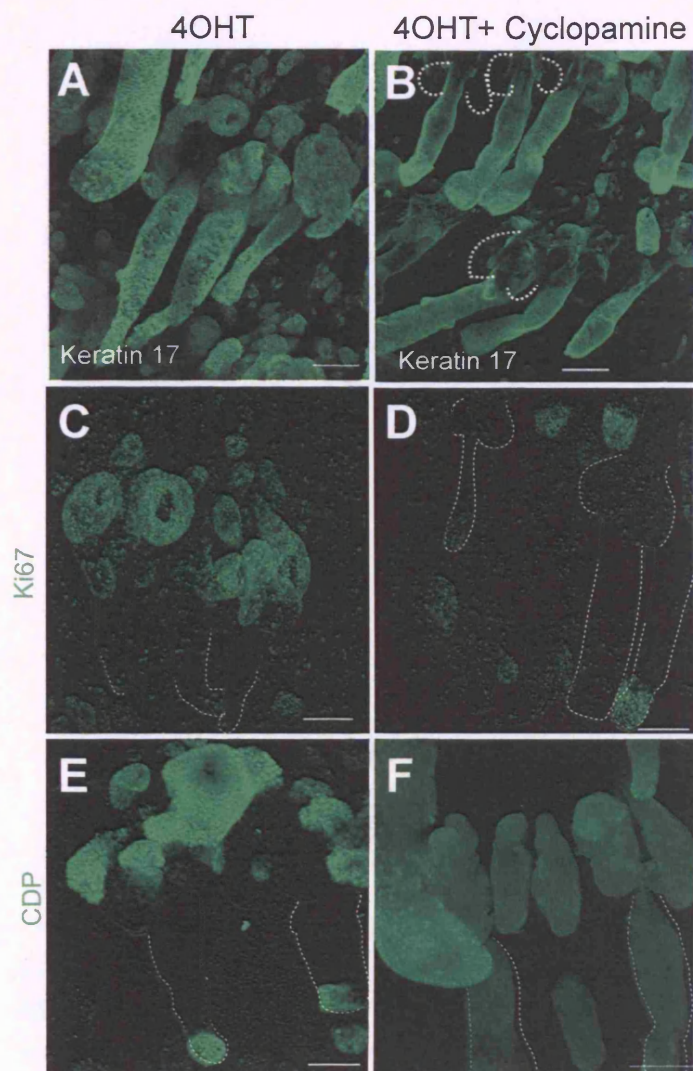 4OHT
4OHT+ Cyclopamine
A
B
Keratin 17
Keratin 17
C
D
Ki67
E
F
CDP